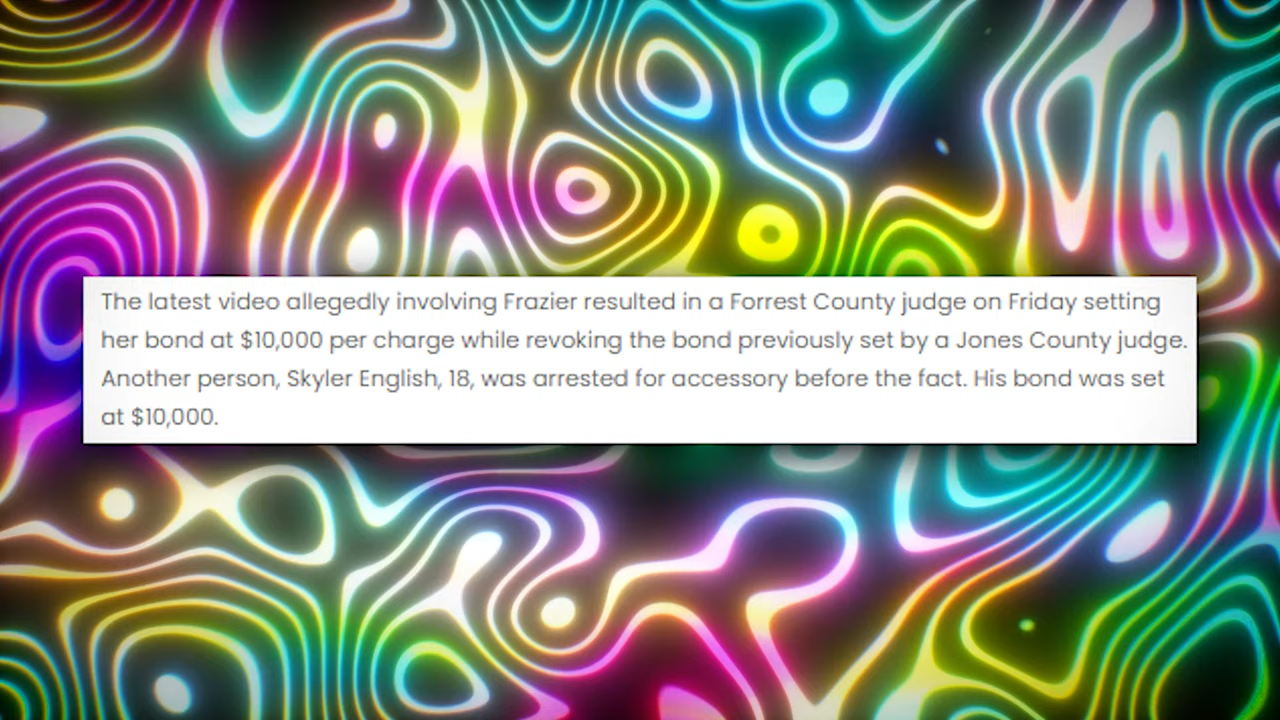 The latest video allegedly involving Frazier resulted in a Forrest County judge on Friday setting
her bond at $10,000 per charge while revoking the bond previously set by a Jones County judge.
Another person, Skyler English, 18, was arrested for accessory before the fact. His bond was set
at $10,000.